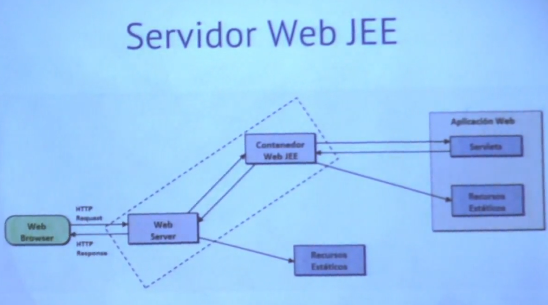 Servidor Web JEE
Aplicación Web
Contenedor
Web JEE
Servlets
Recursos
Estáticos
HTTP
Request
Web
Browser
Web
Server
HTTP
Response
Recursos
Estáticos